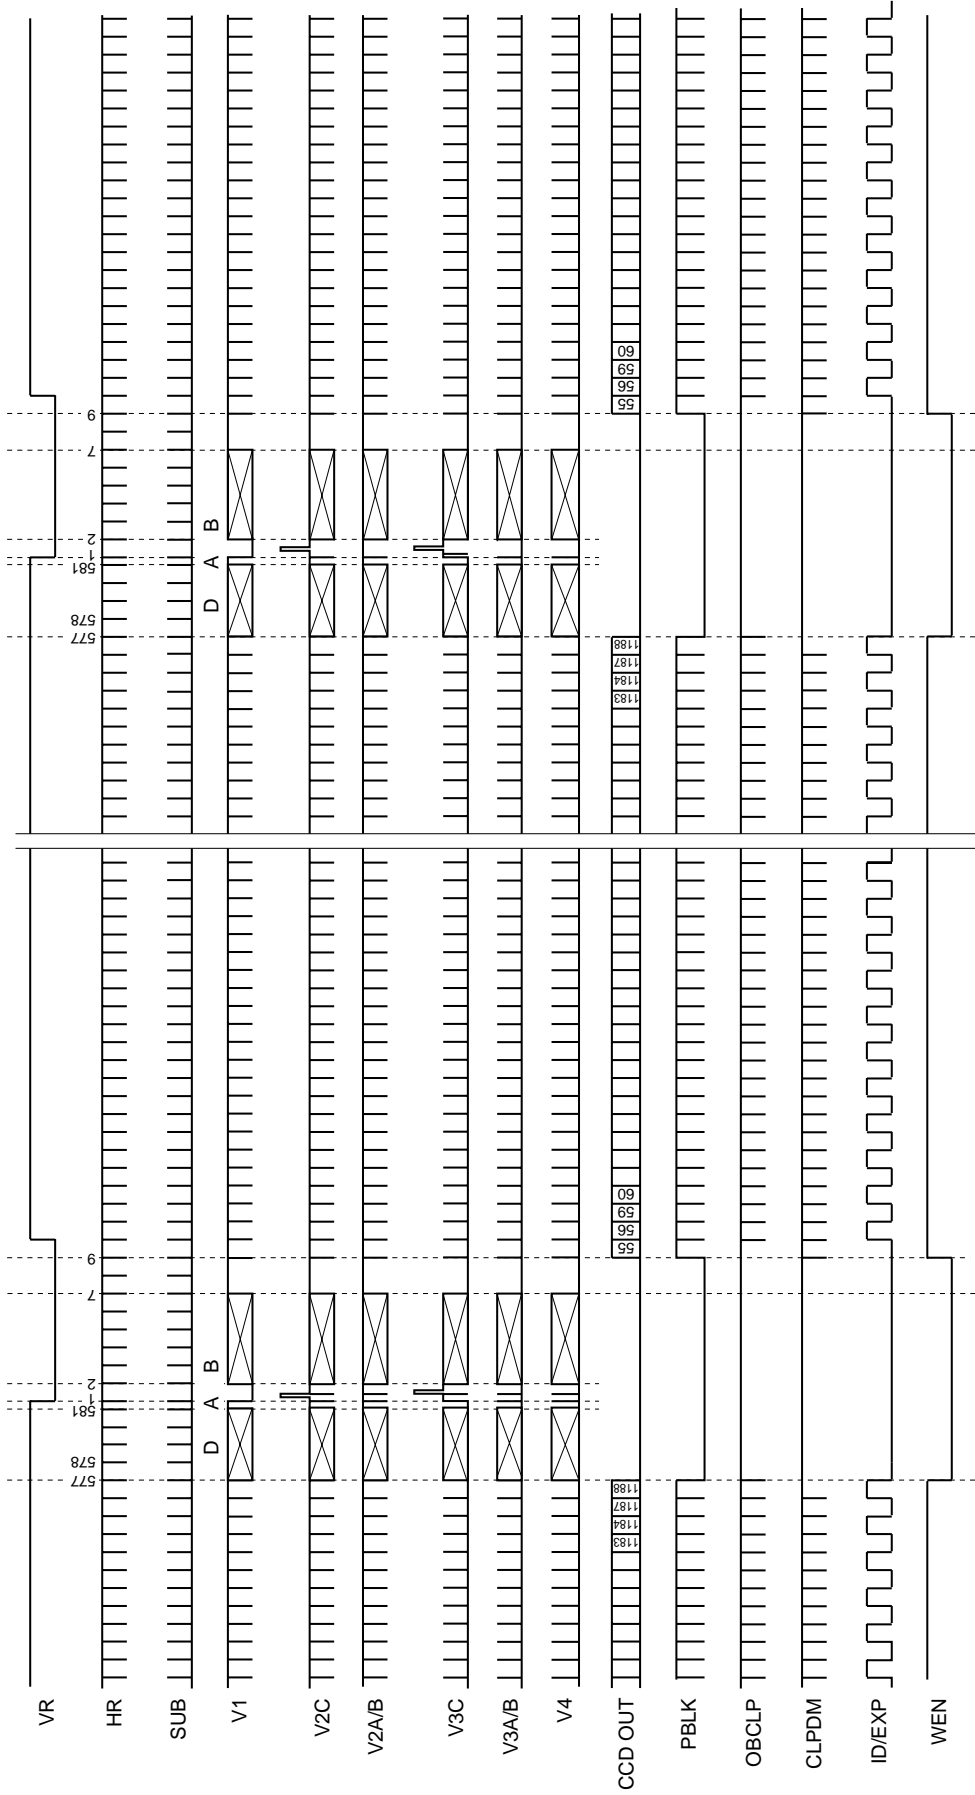 VR
577 578 581 1 2 7 9 577 578 581 1 2 7 9
HR
SUB
D A B D A B
V1
V2C
V2A/B
V3C
V3A/B
V4
CCD OUT 1183 1184 1187 1188 55 56 59 60 1183 1184 1187 1188 55 56 59 60
PBLK
OBCLP
CLPDM
ID/EXP
WEN